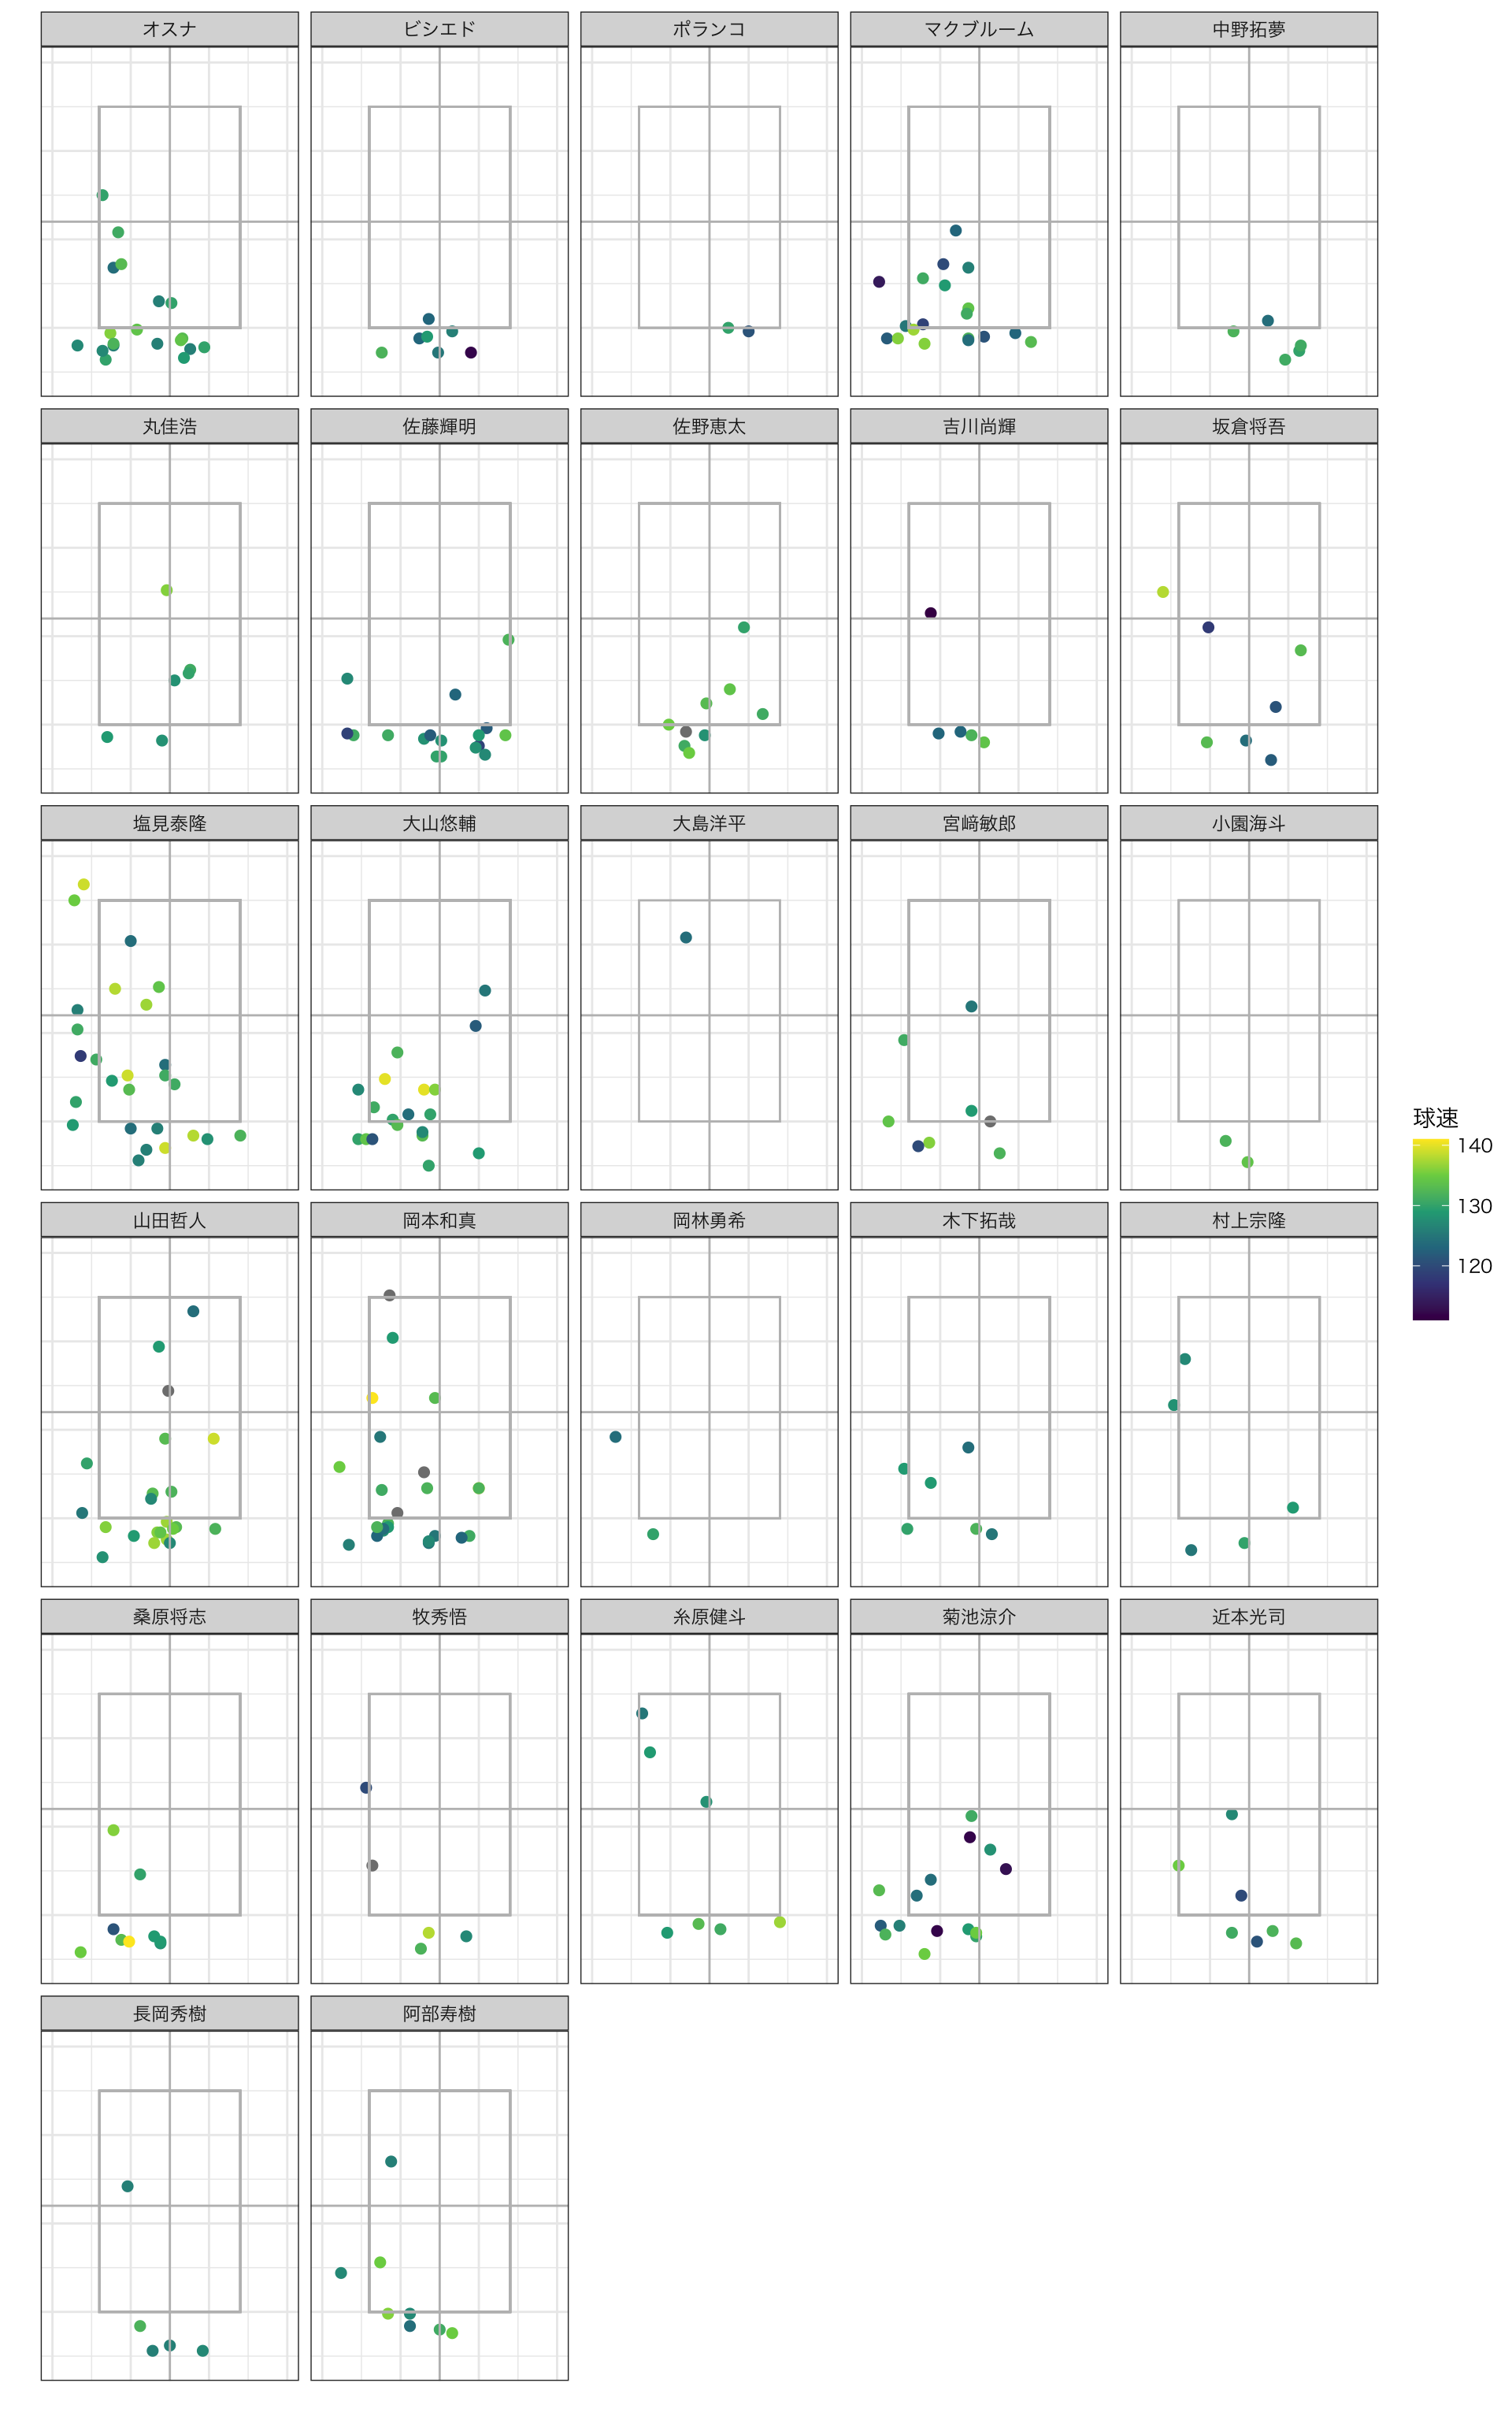 オスナ
ビシエド
ポランコ
マクブルーム
中野拓夢
丸佳浩
佐藤輝明
佐野恵太
吉川尚輝
坂倉将吾
塩見泰隆
大山悠輔
大島洋平
宮﨑敏郎
小園海斗
山田哲人
岡本和真
岡林勇希
木下拓哉
村上宗隆
桑原将志
牧秀悟
糸原健斗
菊池涼介
近本光司
長岡秀樹
阿部寿樹
球速
140
130
120